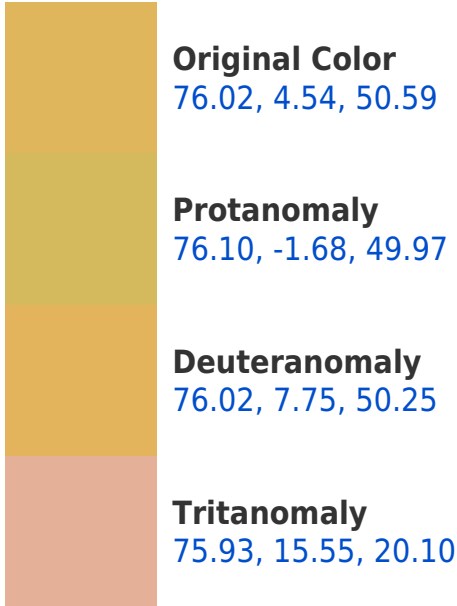 Original Color
76.02, 4.54, 50.59
Protanomaly
76.10, -1.68, 49.97
Deuteranomaly
76.02, 7.75, 50.25
Tritanomaly
75.93, 15.55, 20.10